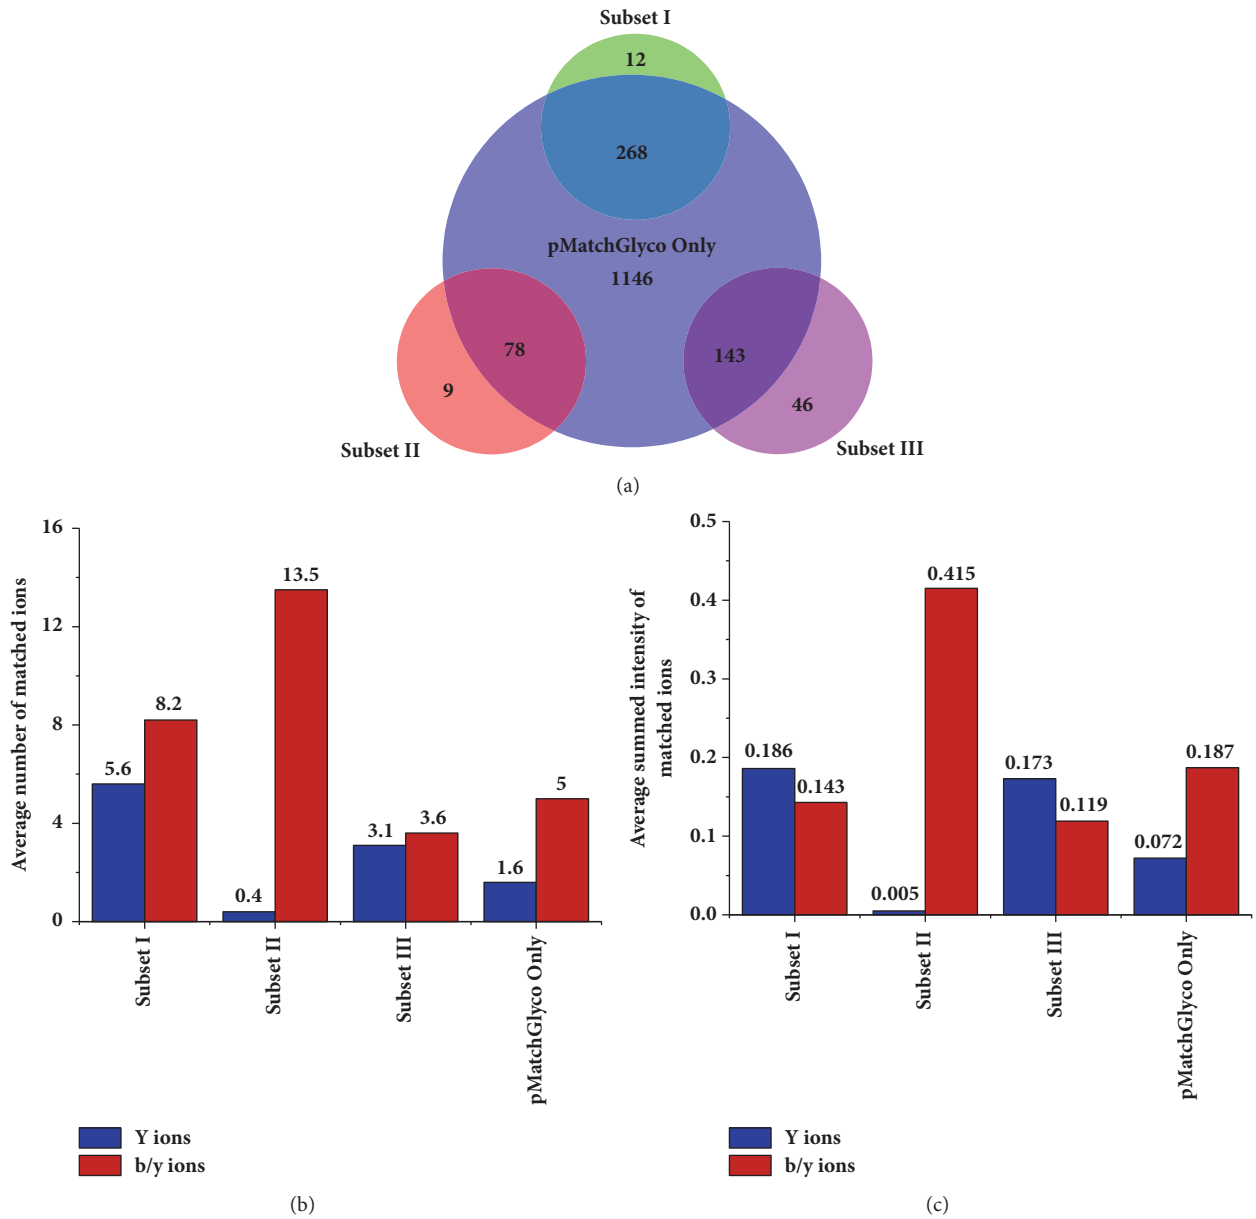 Subset I
12
268
pMatchGlyco Only
1146
78
143
9
46
Subset II
Subset III
(a)
Average number of matched ions
16
12
8
4
0
5.6
8.2
0.4
13.5
3.1
3.6
1.6
5
Subset I
Subset II
Subset III
pMatchGlyco Only
Y ions
b/y ions
(b)
Average summed intensity of
matched ions
0.5
0.4
0.3
0.2
0.1
0.0
0.186
0.143
0.005
0.415
0.173
0.119
0.072
0.187
Subset I
Subset II
Subset III
pMatchGlyco Only
Y ions
b/y ions
(c)